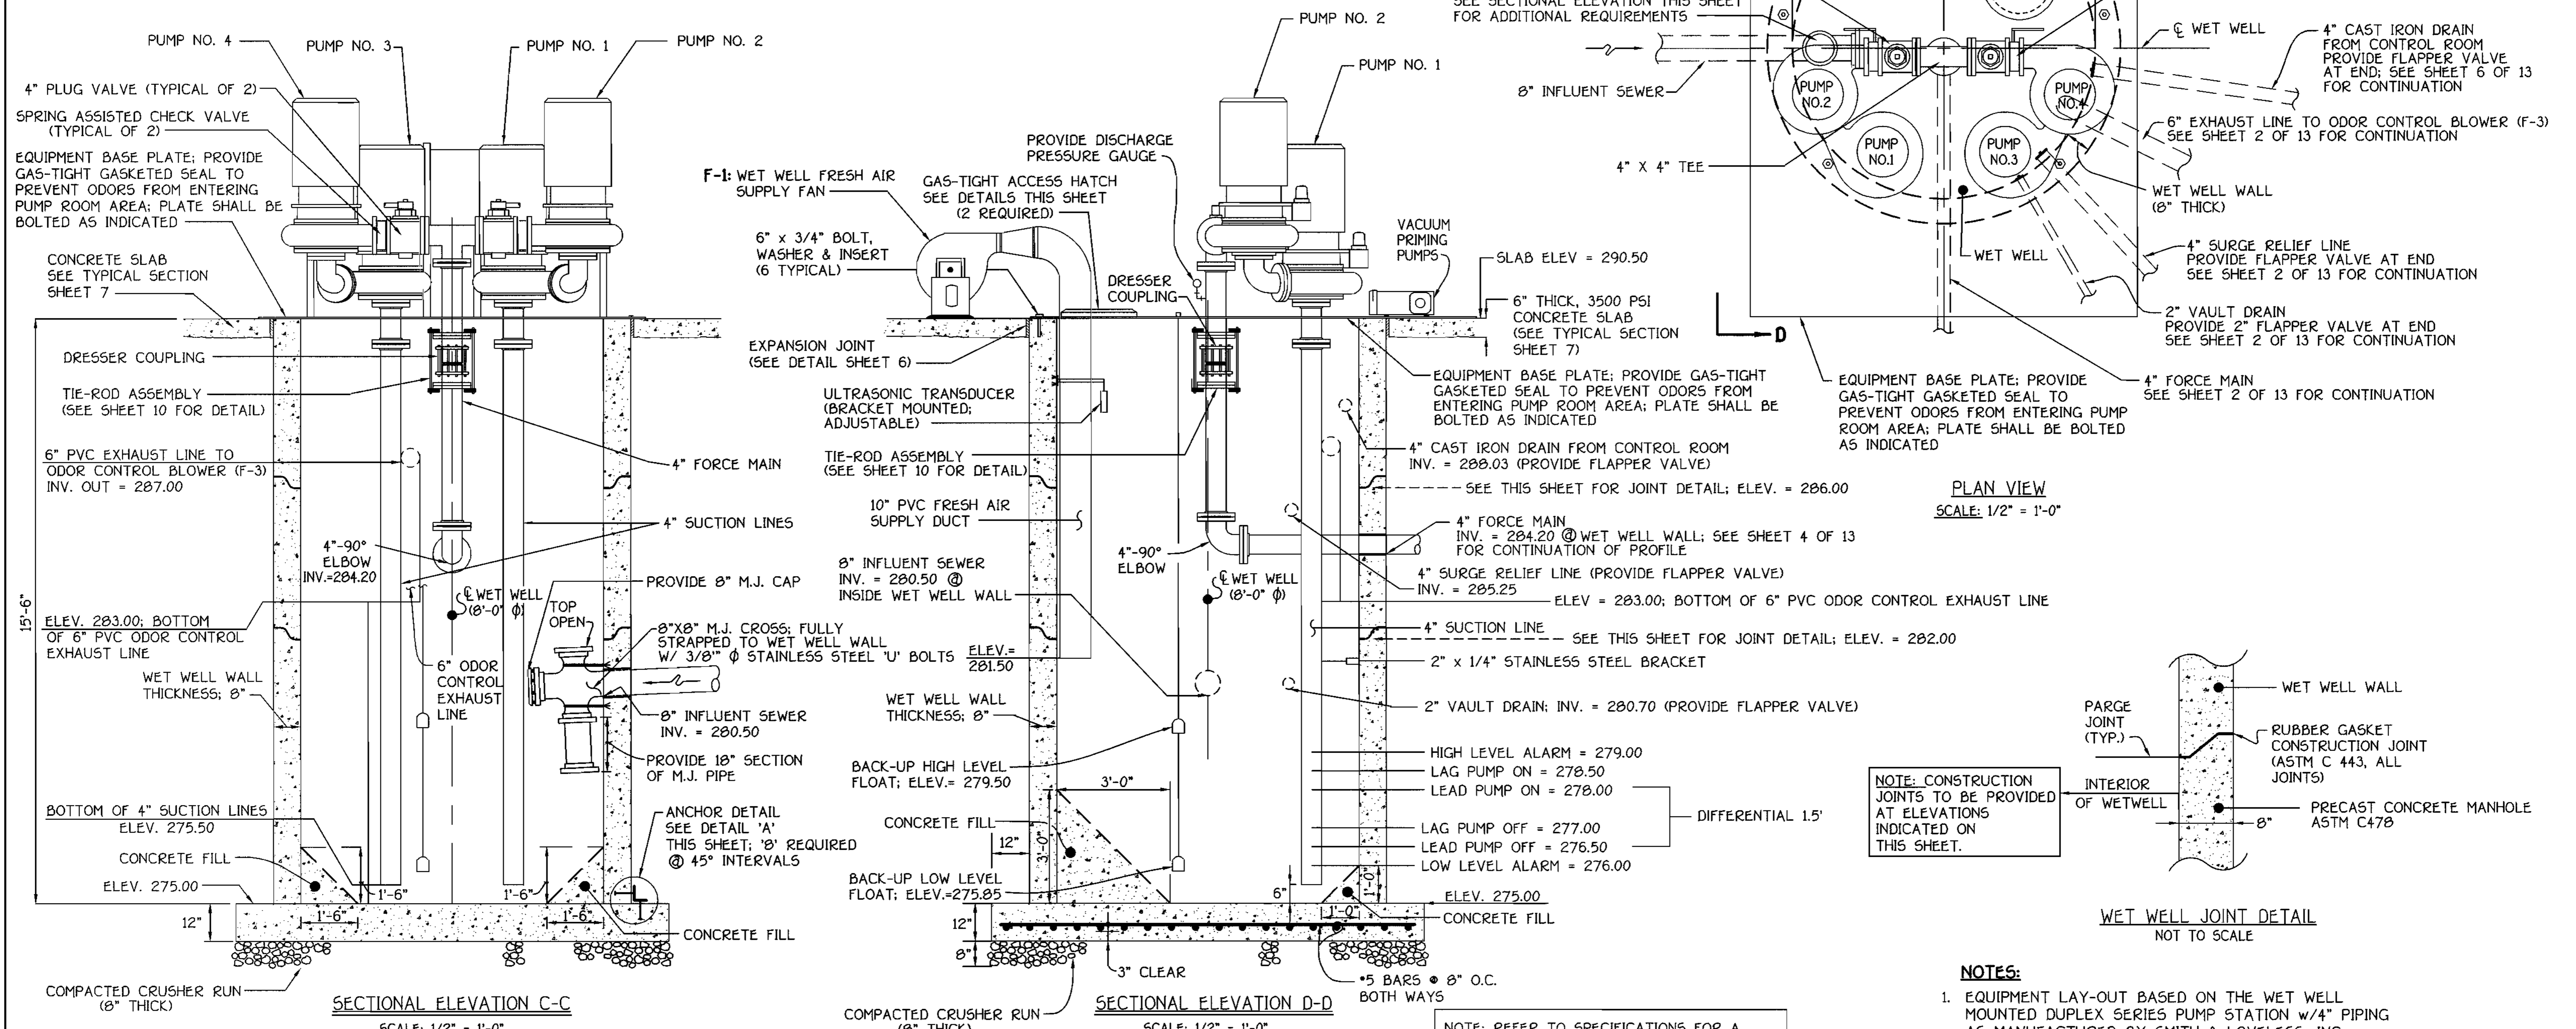 PUMP NO. 4
PUMP NO. 3
PUMP NO. 1
PUMP NO. 2
4" PLUG VALVE (TYPICAL OF 2)
SPRING ASSISTED CHECK VALVE
(TYPICAL OF 2)
EQUIPMENT BASE PLATE; PROVIDE
GAS-TIGHT GASKETED SEAL TO
PREVENT ODORS FROM ENTERING
PUMP ROOM AREA; PLATE SHALL BE
BOLTED AS INDICATED
CONCRETE SLAB
SEE TYPICAL SECTION
SHEET 7
DRESSER COUPLING
TIE-ROD ASSEMBLY
(SEE SHEET 10 FOR DETAIL)
6" PVC EXHAUST LINE TO
ODOR CONTROL BLOWER (F-3)
INV. OUT = 287.00
4" FORCE MAIN
4" SUCTION LINES
4"-90°
ELBOW
INV.=284.20
15'-6"
℄ WET WELL
(8'-0" ϕ)
TOP
OPEN
PROVIDE 8" M.J. CAP
8"X8" M.J. CROSS; FULLY
STRAPPED TO WET WELL WALL
W/ 3/8'" ϕ STAINLESS STEEL 'U' BOLTS
ELEV. 283.00; BOTTOM
OF 6" PVC ODOR CONTROL
EXHAUST LINE
6" ODOR
CONTROL
EXHAUST
LINE
WET WELL WALL
THICKNESS; 8"
8" INFLUENT SEWER
INV. = 280.50
PROVIDE 18" SECTION
OF M.J. PIPE
BOTTOM OF 4" SUCTION LINES
ELEV. 275.50
ANCHOR DETAIL
SEE DETAIL 'A'
THIS SHEET; '8' REQUIRED
@ 45° INTERVALS
CONCRETE FILL
ELEV. 275.00
1'-6"
1'-6"
1'-6"
1'-6"
12"
CONCRETE FILL
COMPACTED CRUSHER RUN
(8" THICK)
SECTIONAL ELEVATION C-C
SCALE: 1/2" = 1'-0"
PUMP NO. 2
PUMP NO. 1
PROVIDE DISCHARGE
PRESSURE GAUGE
F-1: WET WELL FRESH AIR
SUPPLY FAN
GAS-TIGHT ACCESS HATCH
SEE DETAILS THIS SHEET
(2 REQUIRED)
6" x 3/4" BOLT,
WASHER & INSERT
(6 TYPICAL)
VACUUM
PRIMING
PUMPS
DRESSER
COUPLING
SLAB ELEV = 290.50
6" THICK, 3500 PSI
CONCRETE SLAB
(SEE TYPICAL SECTION
SHEET 7)
EXPANSION JOINT
(SEE DETAIL SHEET 6)
ULTRASONIC TRANSDUCER
(BRACKET MOUNTED;
ADJUSTABLE)
EQUIPMENT BASE PLATE; PROVIDE GAS-TIGHT
GASKETED SEAL TO PREVENT ODORS FROM
ENTERING PUMP ROOM AREA; PLATE SHALL BE
BOLTED AS INDICATED
TIE-ROD ASSEMBLY
(SEE SHEET 10 FOR DETAIL)
4" CAST IRON DRAIN FROM CONTROL ROOM
INV. = 288.03 (PROVIDE FLAPPER VALVE)
SEE THIS SHEET FOR JOINT DETAIL; ELEV. = 286.00
10" PVC FRESH AIR
SUPPLY DUCT
4" FORCE MAIN
INV. = 284.20 @ WET WELL WALL; SEE SHEET 4 OF 13
FOR CONTINUATION OF PROFILE
4"-90°
ELBOW
8" INFLUENT SEWER
INV. = 280.50 @
INSIDE WET WELL WALL
℄ WET WELL
(8'-0" ϕ)
4" SURGE RELIEF LINE (PROVIDE FLAPPER VALVE)
INV. = 285.25
ELEV = 283.00; BOTTOM OF 6" PVC ODOR CONTROL EXHAUST LINE
4" SUCTION LINE
SEE THIS SHEET FOR JOINT DETAIL; ELEV. = 282.00
ELEV.=
281.50
2" x 1/4" STAINLESS STEEL BRACKET
WET WELL WALL
THICKNESS; 8"
2" VAULT DRAIN; INV. = 280.70 (PROVIDE FLAPPER VALVE)
BACK-UP HIGH LEVEL
FLOAT; ELEV.= 279.50
HIGH LEVEL ALARM = 279.00
LAG PUMP ON = 278.50
LEAD PUMP ON = 278.00
DIFFERENTIAL 1.5'
LAG PUMP OFF = 277.00
LEAD PUMP OFF = 276.50
LOW LEVEL ALARM = 276.00
3'-0"
3'-0"
CONCRETE FILL
12"
BACK-UP LOW LEVEL
FLOAT; ELEV.=275.85
6"
1'-0"
1'-0"
ELEV. 275.00
CONCRETE FILL
12"
8"
3" CLEAR
#5 BARS @ 8" O.C.
BOTH WAYS
COMPACTED CRUSHER RUN
(8" THICK)
SECTIONAL ELEVATION D-D
SCALE: 1/2" = 1'-0"
NOTE: REFER TO SPECIFICATIONS FOR A
SEE SECTIONAL ELEVATION THIS SHEET
FOR ADDITIONAL REQUIREMENTS
8" INFLUENT SEWER
4" X 4" TEE
PUMP
NO.2
PUMP
NO.1
PUMP
NO.3
PUMP
NO.4
℄ WET WELL
4" CAST IRON DRAIN
FROM CONTROL ROOM
PROVIDE FLAPPER VALVE
AT END; SEE SHEET 6 OF 13
FOR CONTINUATION
6" EXHAUST LINE TO ODOR CONTROL BLOWER (F-3)
SEE SHEET 2 OF 13 FOR CONTINUATION
WET WELL WALL
(8" THICK)
WET WELL
4" SURGE RELIEF LINE
PROVIDE FLAPPER VALVE AT END
SEE SHEET 2 OF 13 FOR CONTINUATION
2" VAULT DRAIN
PROVIDE 2" FLAPPER VALVE AT END
SEE SHEET 2 OF 13 FOR CONTINUATION
D
EQUIPMENT BASE PLATE; PROVIDE
GAS-TIGHT GASKETED SEAL TO
PREVENT ODORS FROM ENTERING PUMP
ROOM AREA; PLATE SHALL BE BOLTED
AS INDICATED
4" FORCE MAIN
SEE SHEET 2 OF 13 FOR CONTINUATION
PLAN VIEW
SCALE: 1/2" = 1'-0"
WET WELL WALL
PARGE
JOINT
(TYP.)
RUBBER GASKET
CONSTRUCTION JOINT
(ASTM C 443, ALL
JOINTS)
NOTE: CONSTRUCTION
JOINTS TO BE PROVIDED
AT ELEVATIONS
INDICATED ON
THIS SHEET.
INTERIOR
OF WETWELL
PRECAST CONCRETE MANHOLE
ASTM C478
8"
WET WELL JOINT DETAIL
NOT TO SCALE
NOTES:
1. EQUIPMENT LAY-OUT BASED ON THE WET WELL
MOUNTED DUPLEX SERIES PUMP STATION w/4" PIPING
AS MANUFACTURED BY SMITH & LOVELESS, INC.